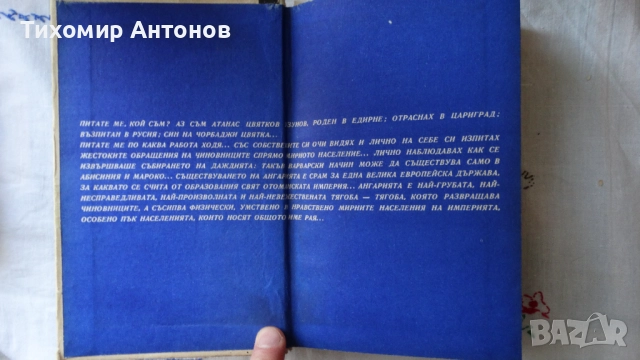 Тихомир Антонов
ПИТАТЕ МЕ, КОЙ СЪМ? АЗ СЪМ АТАНАС ЦВЯТКОВ УЗУНОВ. РОДЕН В ЕДИРНЕ; ОТРАСНАХ В ЦАРИГРАД;
ВЪЗПИТАН В РУСИЯ; СИН НА ЧОРБАДЖИ ЦВЯТКА...
ПИТАТЕ МЕ ПО КАКВА РАБОТА ХОДЯ... СЪС СОБСТВЕНИТЕ СИ ОЧИ ВИДЯХ И ЛИЧНО НА СЕБЕ СИ ИЗПИТАХ
ЖЕСТОКИТЕ ОБРАЩЕНИЯ НА ЧИНОВНИЦИТЕ СПРЯМО МИРНОТО НАСЕЛЕНИЕ... ЛИЧНО НАБЛЮДАВАХ КАК СЕ
ИЗВЪРШВАШЕ СЪБИРАНЕТО НА ДАЖДИЯТА: ТАКЪВ ВАРВАРСКИ НАЧИН МОЖЕ ДА СЪЩЕСТВУВА САМО В
АБИСИНИЯ И МАРОКО... СЪЩЕСТВУВАНЕТО НА АНГАРИЯТА Е СРАМ ЗА ЕДНА ВЕЛИКА ЕВРОПЕЙСКА ДЪРЖАВА,
ЗА КАКВАТО СЕ СЧИТА ОТ ОБРАЗОВАНИЯ СВЯТ ОТОМАНСКАТА ИМПЕРИЯ... АНГАРИЯТА Е НАЙ-ГРУБАТА, НАЙ-
НЕСПРАВЕДЛИВАТА, НАЙ-ПРОИЗВОЛНАТА И НАЙ-НЕВЕЖЕСТВЕНАТА ТЯГОБА — ТЯГОБА, КОЯТО РАЗВРАЩАВА
ЧИНОВНИЦИТЕ, А СЪСИПВА ФИЗИЧЕСКИ, УМСТВЕНО И НРАВСТВЕНО МИРНИТЕ НАСЕЛЕНИЯ НА ИМПЕРИЯТА,
ОСОБЕНО ПЪК НАСЕЛЕНИЯТА, КОИТО НОСЯТ ОБЩОТО ИМЕ РАЯ...
BAZAR